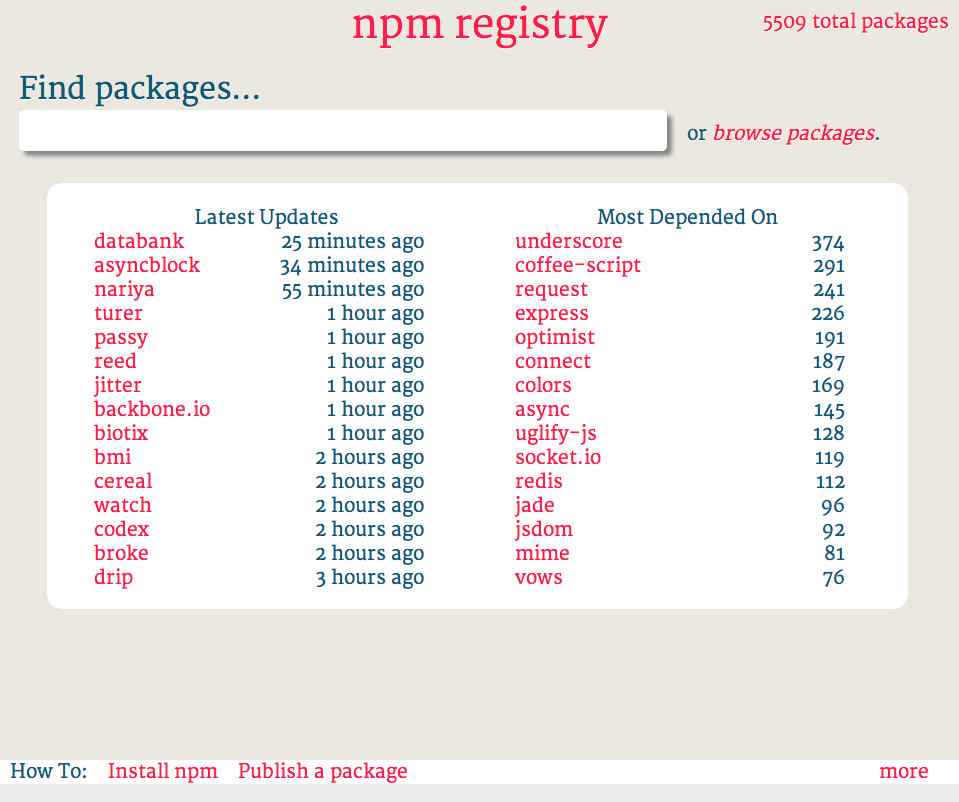 npm registry
5509 total packages
Find packages...
or browse packages.
Latest Updates
databank 25 minutes ago
asyncblock 34 minutes ago
nariya 55 minutes ago
turer 1 hour ago
passy 1 hour ago
reed 1 hour ago
jitter 1 hour ago
backbone.io 1 hour ago
biotix 1 hour ago
bmi 2 hours ago
cereal 2 hours ago
watch 2 hours ago
codex 2 hours ago
broke 2 hours ago
drip 3 hours ago
Most Depended On
underscore 374
coffee-script 291
request 241
express 226
optimist 191
connect 187
colors 169
async 145
uglify-js 128
socket.io 119
redis 112
jade 96
jsdom 92
mime 81
vows 76
How To: Install npm Publish a package more